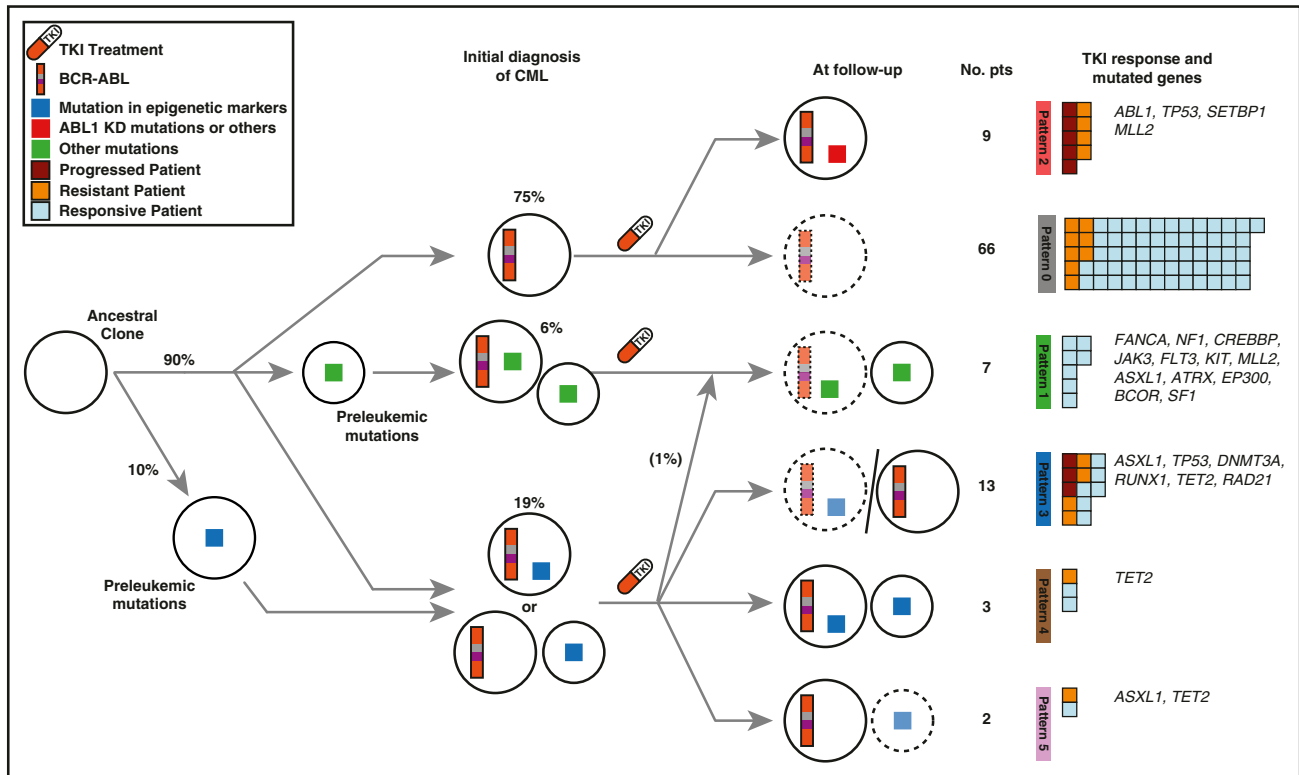 TKI
TKI Treatment
BCR-ABL
Mutation in epigenetic markers
ABL1 KD mutations or others
Other mutations
Progressed Patient
Resistant Patient
Responsive Patient
Initial diagnosis
of CML
At follow-up
No. pts
TKI response and
mutated genes
9
Pattern 2
ABL1, TP53, SETBP1
MLL2
75%
TKI
66
Pattern 0
Ancestral
Clone
90%
Preleukemic
mutations
6%
TKI
7
Pattern 1
FANCA, NF1, CREBBP,
JAK3, FLT3, KIT, MLL2,
ASXL1, ATRX, EP300,
BCOR, SF1
10%
Preleukemic
mutations
(1%)
19%
or
TKI
13
Pattern 3
ASXL1, TP53, DNMT3A,
RUNX1, TET2, RAD21
3
Pattern 4
TET2
2
Pattern 5
ASXL1, TET2